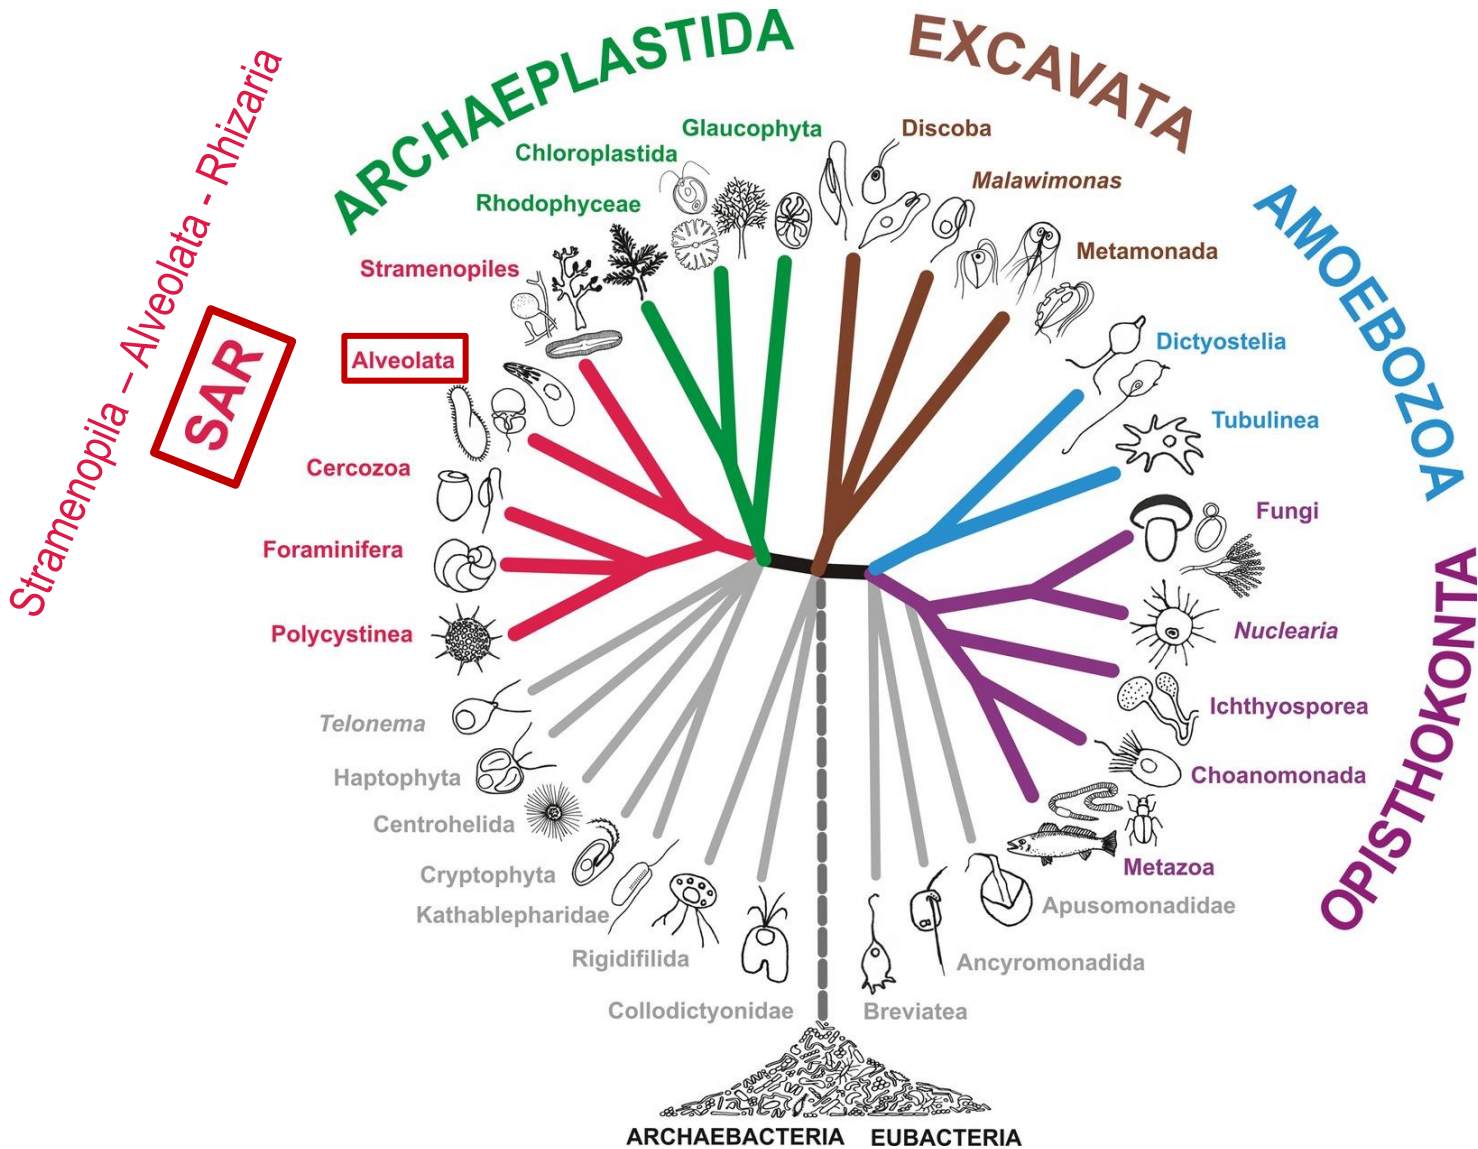 ARCHAEPLASTIDA
EXCAVATA
AMOEBOZOA
OPISTHOKONTA
Stramenopila – Alveolata - Rhizaria
SAR
Glaucophyta
Chloroplastida
Rhodophyceae
Stramenopiles
Alveolata
Cercozoa
Foraminifera
Polycystinea
Telonema
Haptophyta
Centrohelida
Cryptophyta
Kathablepharidae
Rigidifilida
Collodictyonidae
Discoba
Malawimonas
Metamonada
Dictyostelia
Tubulinea
Fungi
Nuclearia
Ichthyosporea
Choanomonada
Metazoa
Apusomonadidae
Ancyromonadida
Breviatea
ARCHAEBACTERIA EUBACTERIA